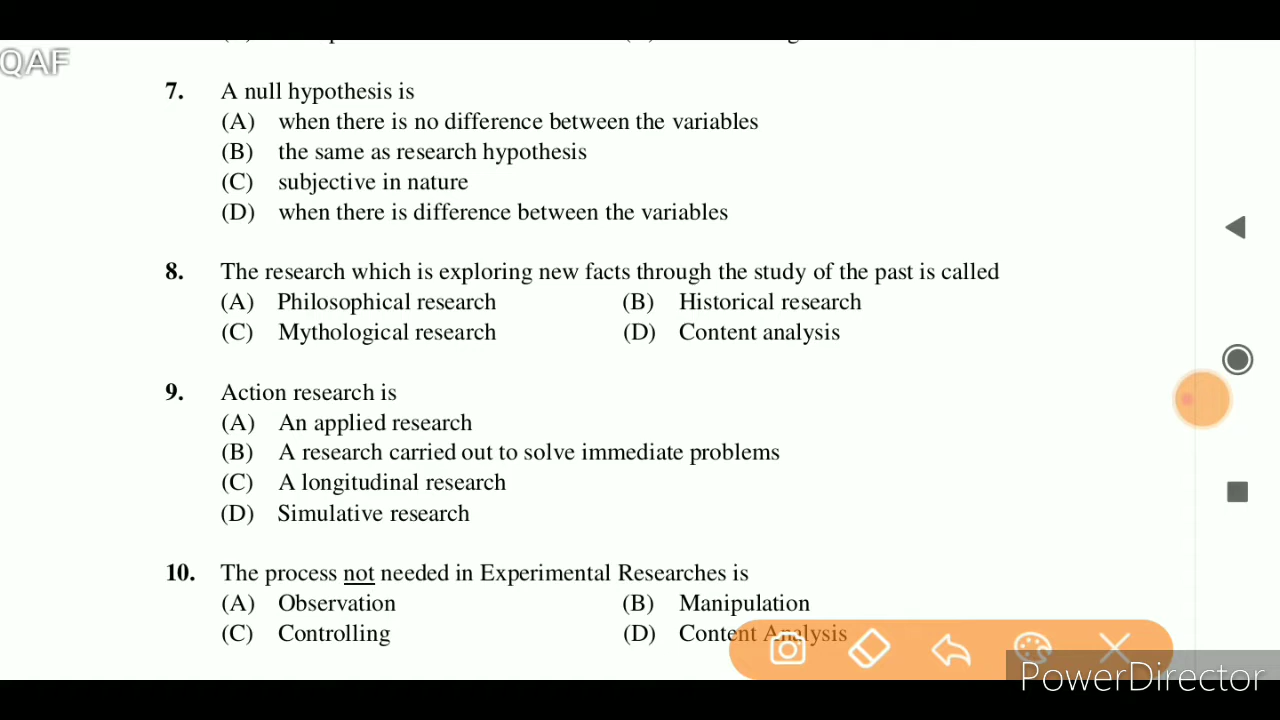 QAF
7. A null hypothesis is
(A) when there is no difference between the variables
(B) the same as research hypothesis
(C) subjective in nature
(D) when there is difference between the variables
8. The research which is exploring new facts through the study of the past is called
(A) Philosophical research (B) Historical research
(C) Mythological research (D) Content analysis
9. Action research is
(A) An applied research
(B) A research carried out to solve immediate problems
(C) A longitudinal research
(D) Simulative research
10. The process not needed in Experimental Researches is
(A) Observation (B) Manipulation
(C) Controlling (D) Content Analysis
PowerDirector